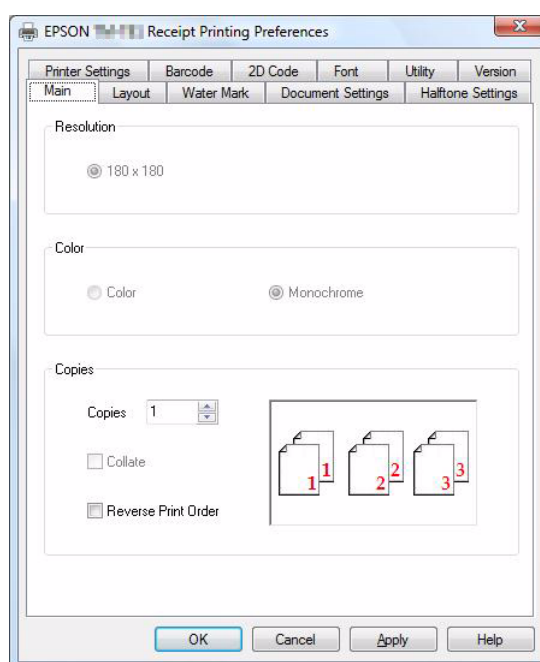 EPSON Receipt Printing Preferences
Printer Settings Barcode 2D Code Font Utility Version
Main Layout Water Mark Document Settings Halftone Settings
Resolution
180 x 180
Color
Color Monochrome
Copies
Copies 1
Collate
1 1 2 2 3 3
Reverse Print Order
OK Cancel Apply Help